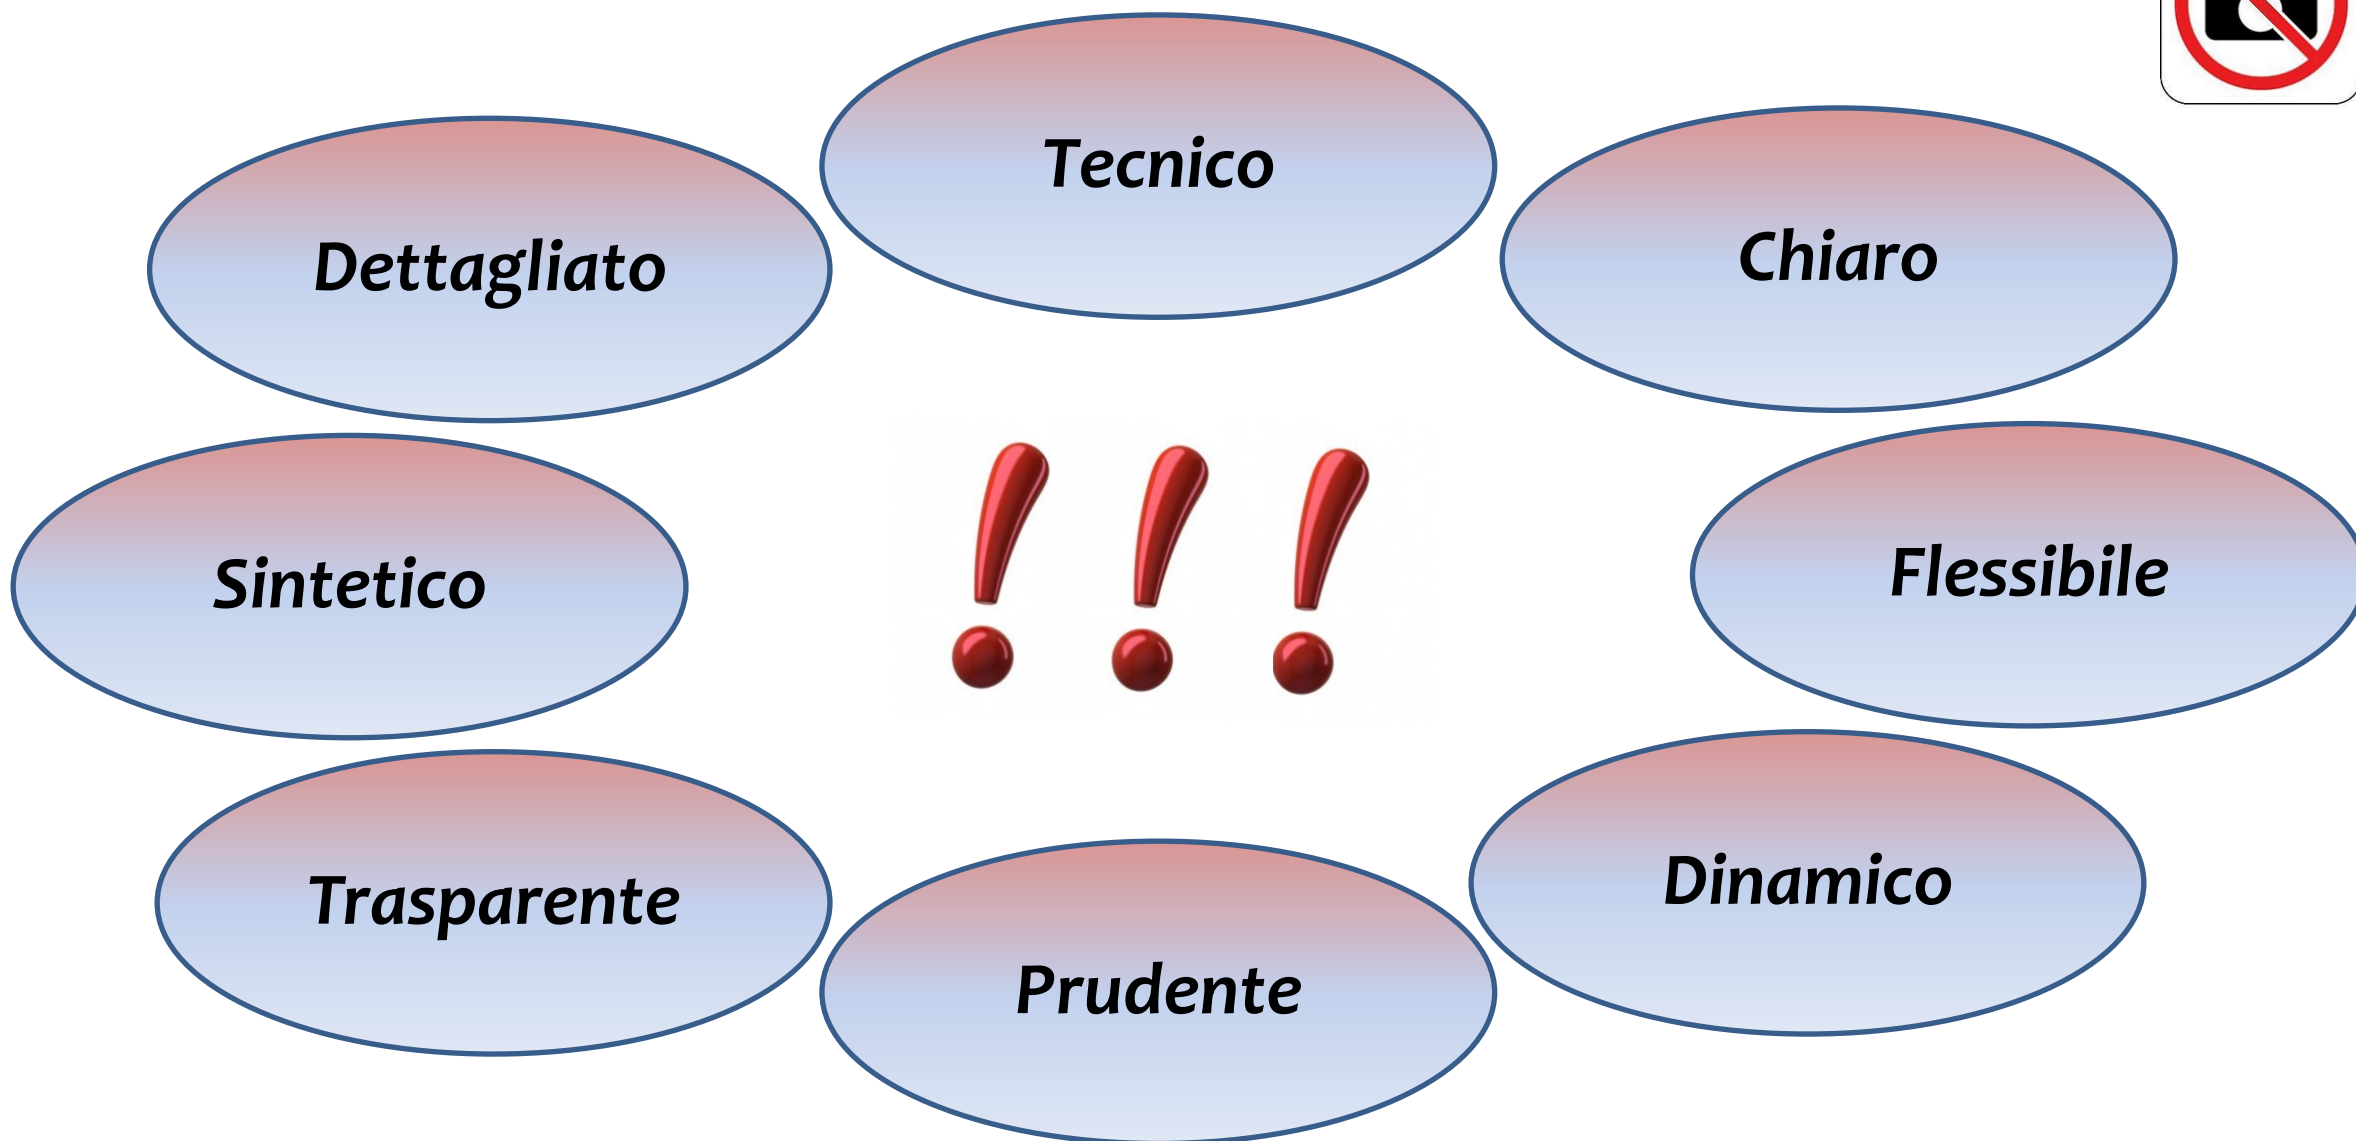 Tecnico
Dettagliato
Chiaro
Sintetico
Flessibile
Trasparente
Dinamico
Prudente